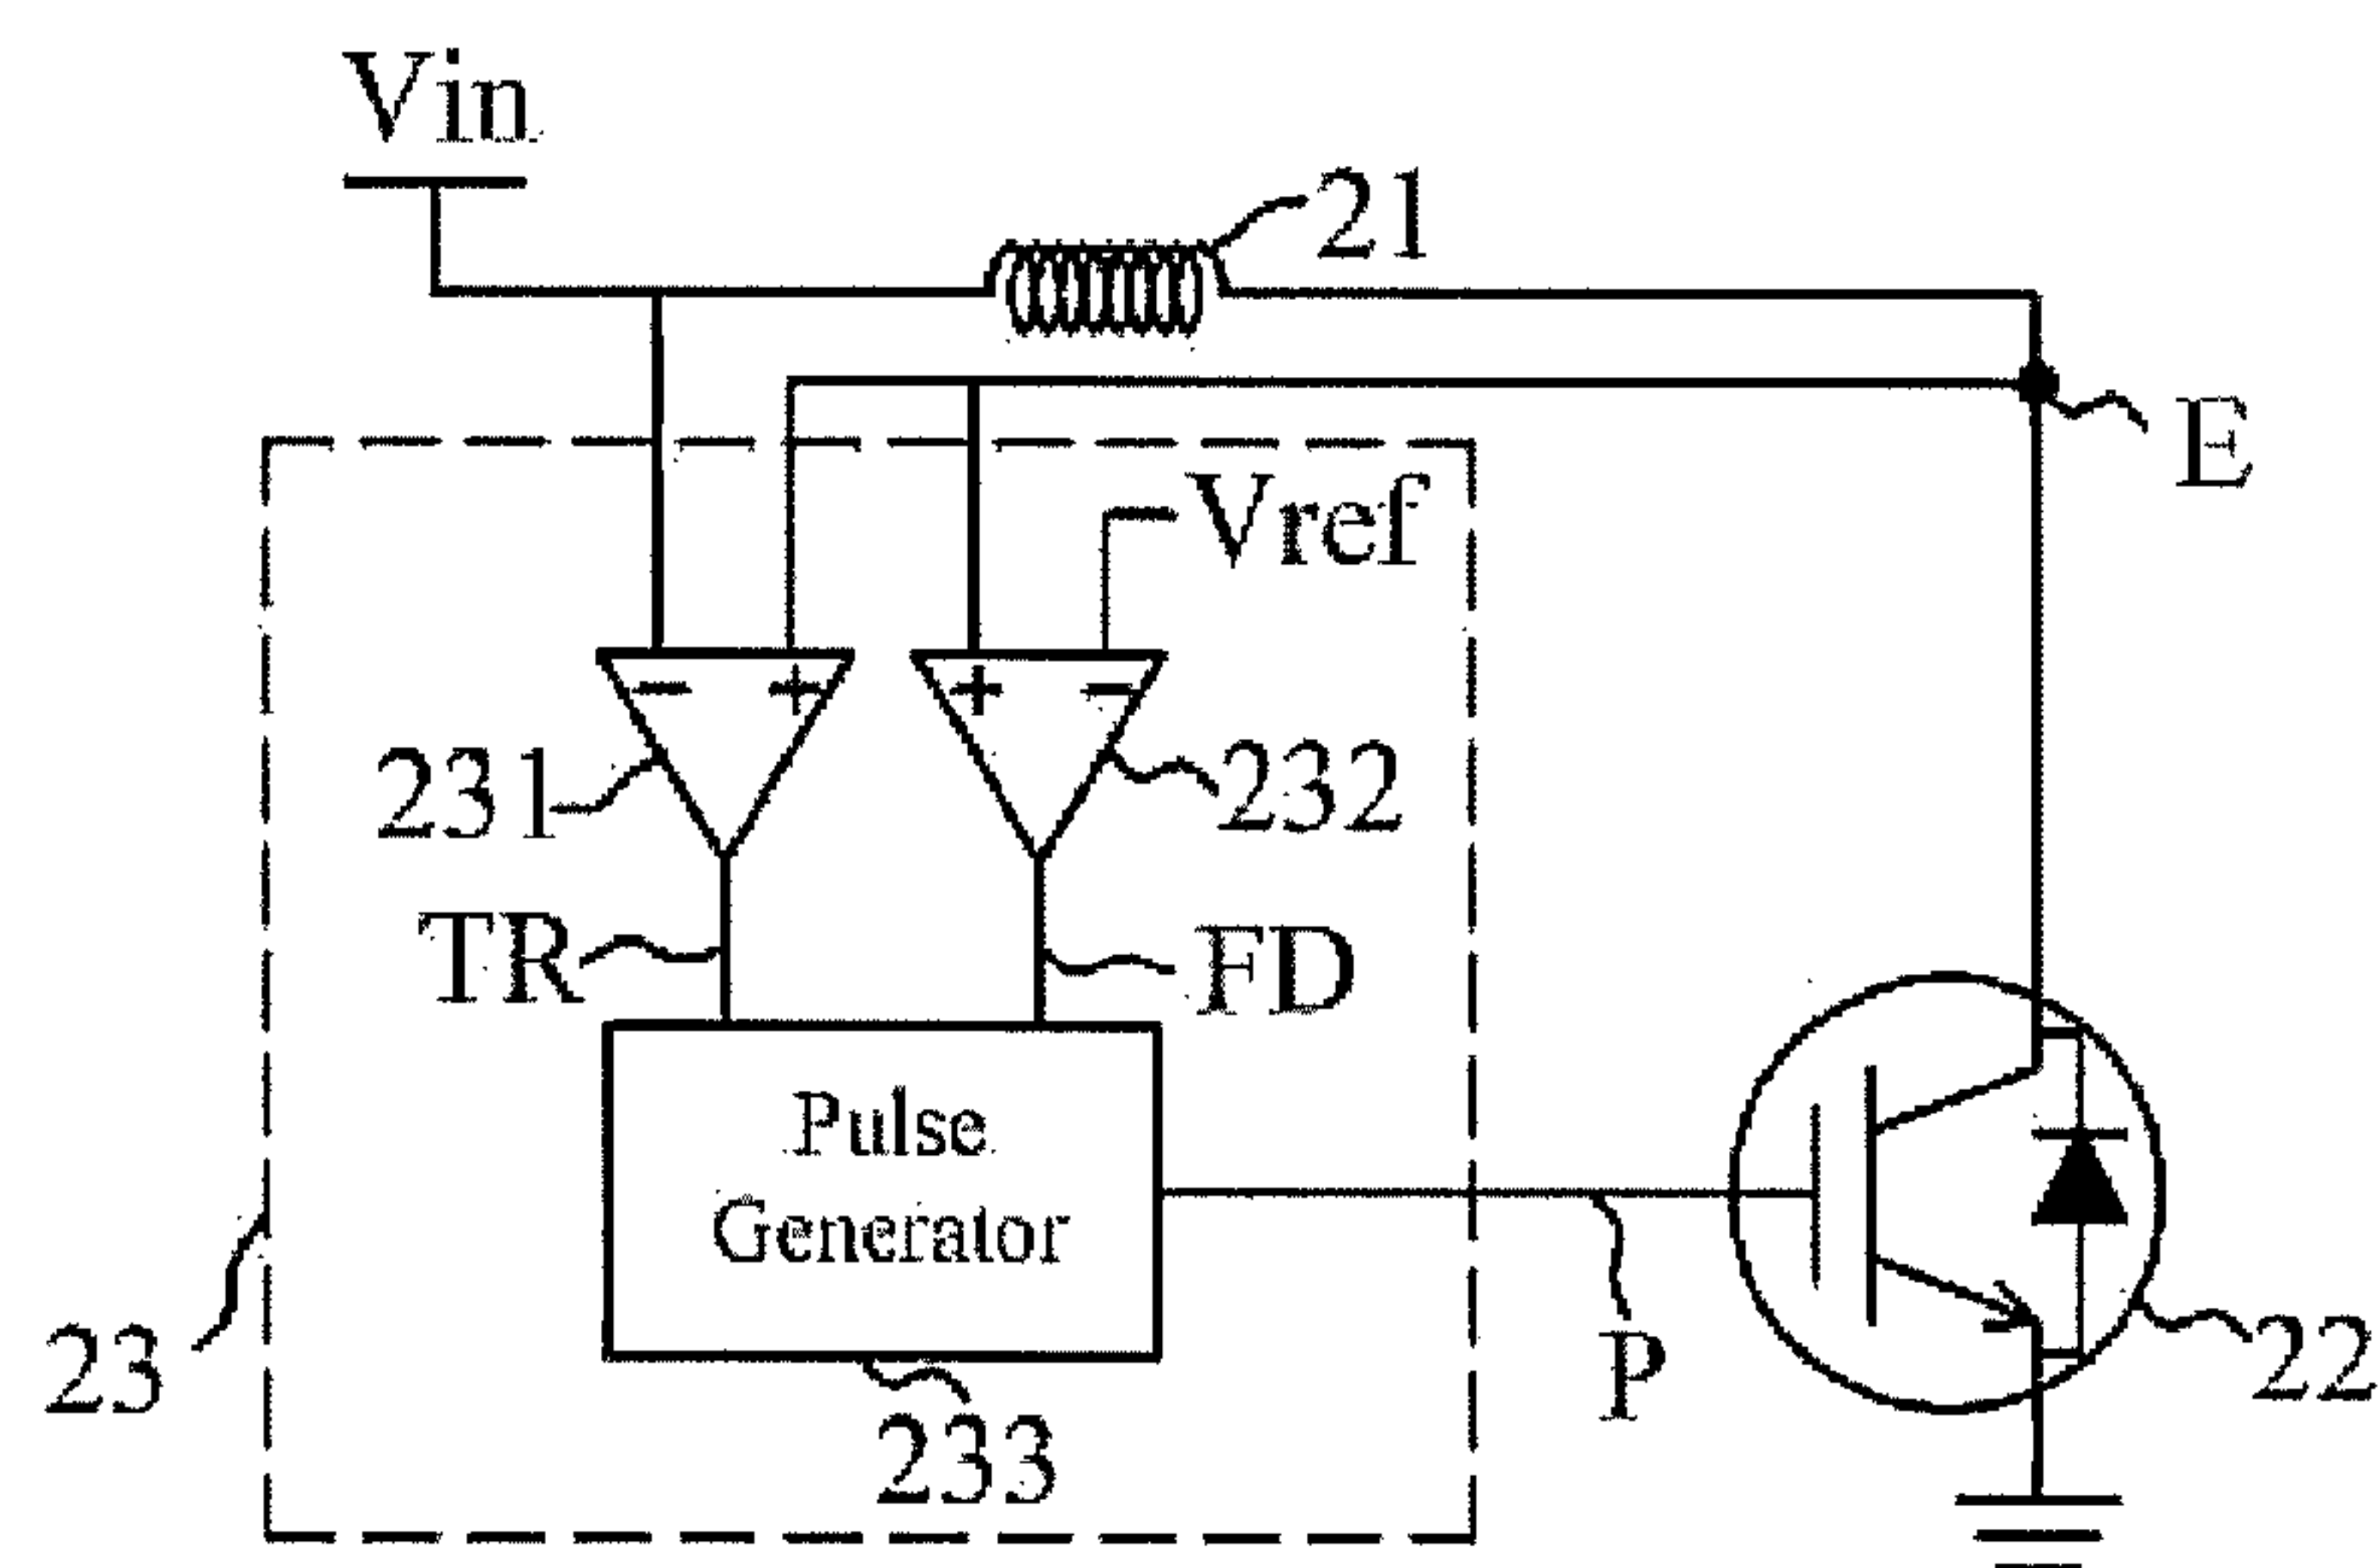 Vin
21
E
Vref
−
+
+
−
231
232
TR
FD
Pulse
Generator
23
P
22
233